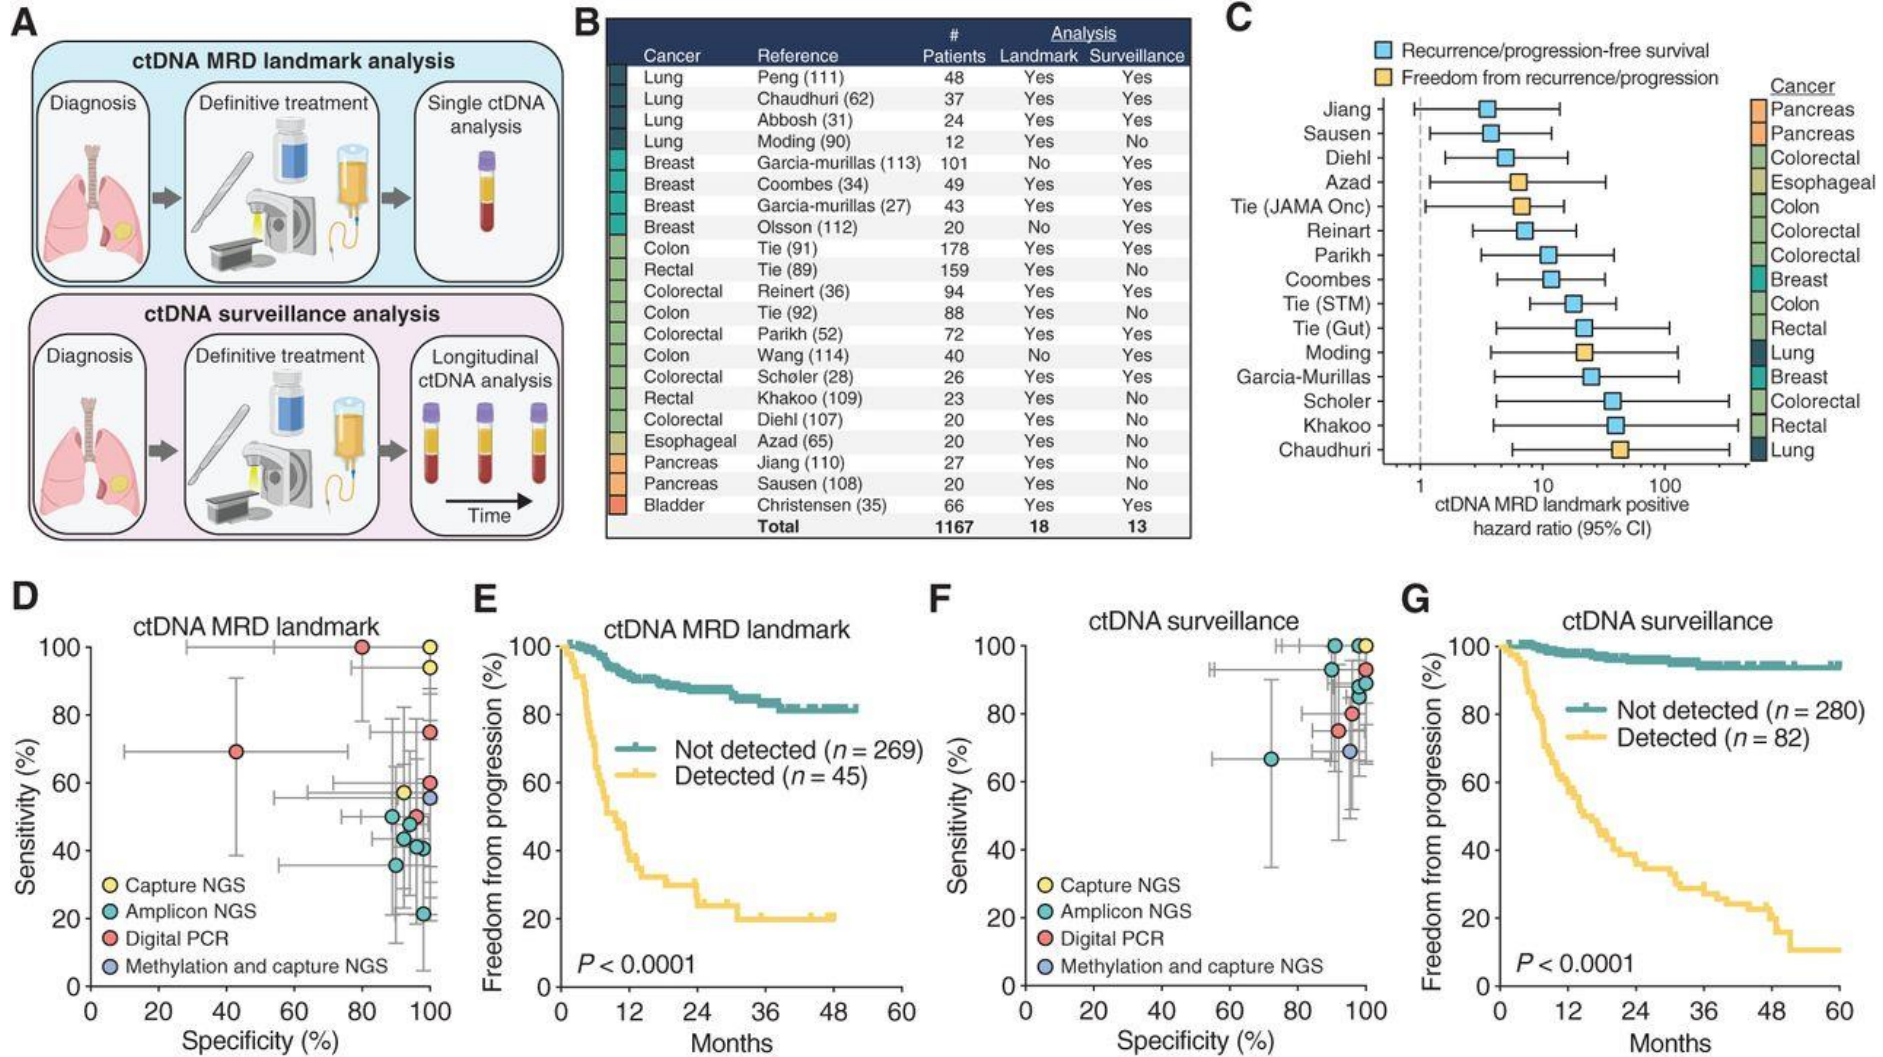 A
ctDNA MRD landmark analysis
Diagnosis
Definitive treatment
Single ctDNA
analysis
ctDNA surveillance analysis
Diagnosis
Definitive treatment
Longitudinal
ctDNA analysis
Time
B
# Analysis
Cancer Reference Patients Landmark Surveillance
Lung Peng (111) 48 Yes Yes
Lung Chaudhuri (62) 37 Yes Yes
Lung Abbosh (31) 24 Yes Yes
Lung Moding (90) 12 Yes No
Breast Garcia-murillas (113) 101 No Yes
Breast Coombes (34) 49 Yes Yes
Breast Garcia-murillas (27) 43 Yes Yes
Breast Olsson (112) 20 No Yes
Colon Tie (91) 178 Yes Yes
Rectal Tie (89) 159 Yes No
Colorectal Reinert (36) 94 Yes Yes
Colon Tie (92) 88 Yes No
Colorectal Parikh (52) 72 Yes Yes
Colon Wang (114) 40 No Yes
Colorectal Schøler (28) 26 Yes Yes
Rectal Khakoo (109) 23 Yes No
Colorectal Diehl (107) 20 Yes No
Esophageal Azad (65) 20 Yes No
Pancreas Jiang (110) 27 Yes No
Pancreas Sausen (108) 20 Yes No
Bladder Christensen (35) 66 Yes Yes
Total 1167 18 13
C
Recurrence/progression-free survival
Freedom from recurrence/progression
Cancer
Jiang Pancreas
Sausen Pancreas
Diehl Colorectal
Azad Esophageal
Tie (JAMA Onc) Colon
Reinart Colorectal
Parikh Colorectal
Coombes Breast
Tie (STM) Colon
Tie (Gut) Rectal
Moding Lung
Garcia-Murillas Breast
Scholer Colorectal
Khakoo Rectal
Chaudhuri Lung
1 10 100
ctDNA MRD landmark positive
hazard ratio (95% CI)
D
ctDNA MRD landmark
100
80
60
40
20
0
Sensitivity (%)
Capture NGS
Amplicon NGS
Digital PCR
Methylation and capture NGS
0 20 40 60 80 100
Specificity (%)
E
ctDNA MRD landmark
100
80
60
40
20
0
Freedom from progression (%)
Not detected (n = 269)
Detected (n = 45)
P < 0.0001
0 12 24 36 48 60
Months
F
ctDNA surveillance
100
80
60
40
20
0
Sensitivity (%)
Capture NGS
Amplicon NGS
Digital PCR
Methylation and capture NGS
0 20 40 60 80 100
Specificity (%)
G
ctDNA surveillance
100
80
60
40
20
0
Freedom from progression (%)
Not detected (n = 280)
Detected (n = 82)
P < 0.0001
0 12 24 36 48 60
Months